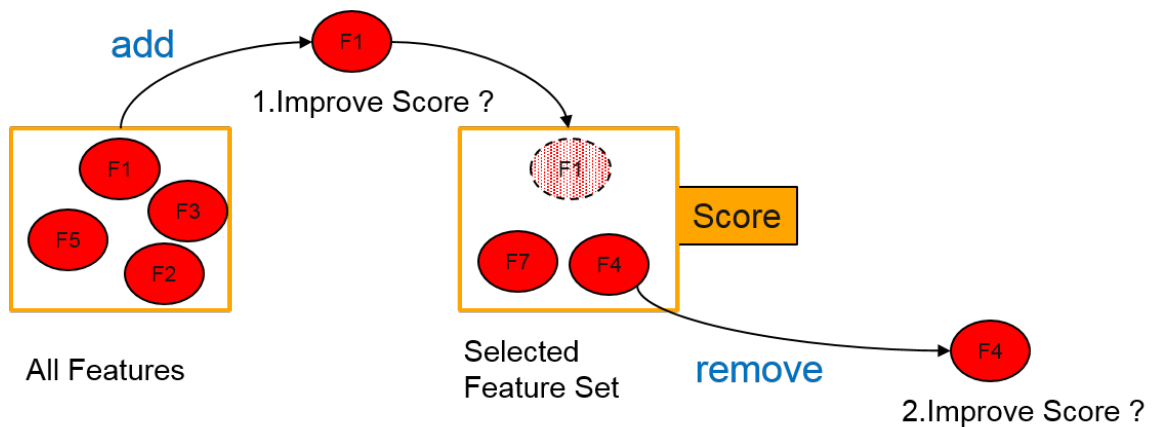 add
F1
1.Improve Score ?
F1
F3
F5
F2
All Features
F1
F7
F4
Score
Selected
Feature Set
remove
F4
2.Improve Score ?